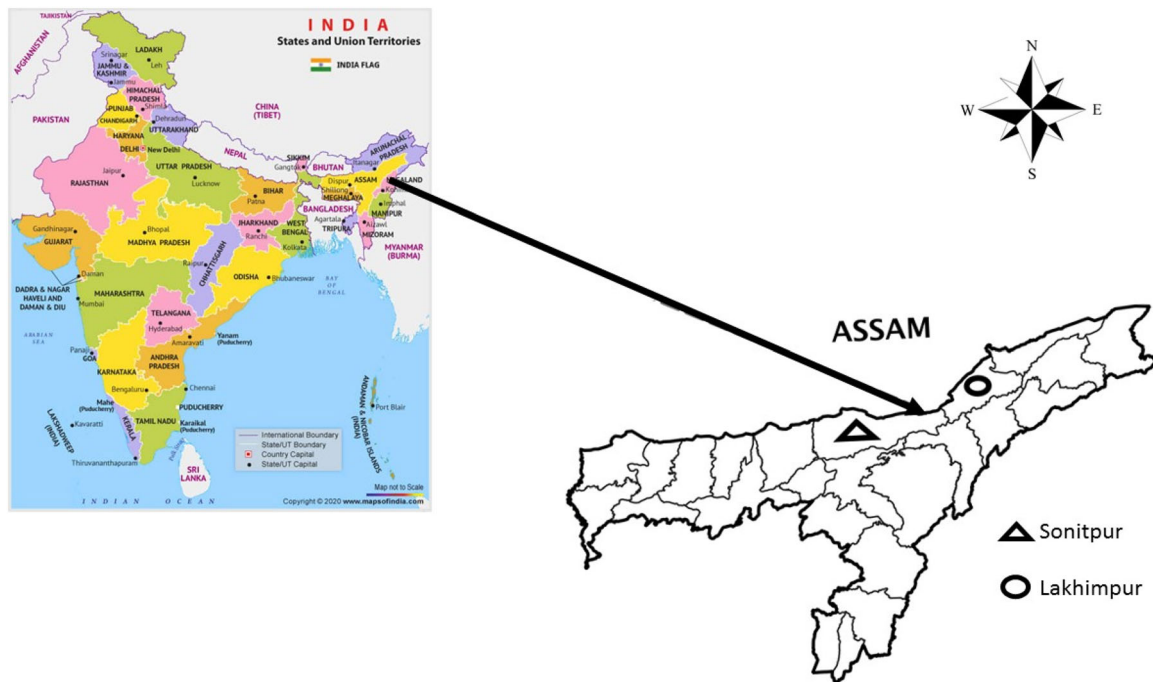 INDIA
States and Union Territories
INDIA FLAG
TAJIKISTAN
AFGHANISTAN
LADAKH
Leh
Srinagar
JAMMU &
KASHMIR
Jammu
HIMACHAL
PRADESH
Shimla
PUNJAB
CHANDIGARH
Dehradun
UTTARAKHAND
HARYANA
DELHI
New Delhi
PAKISTAN
CHINA
(TIBET)
NEPAL
RAJASTHAN
Jaipur
UTTAR PRADESH
Lucknow
SIKKIM
Gangtok
BHUTAN
ARUNACHAL
PRADESH
Itanagar
ASSAM
Dispur
Shillong
MEGHALAYA
Imphal
MANIPUR
BANGLADESH
Agartala
TRIPURA
Aizawl
MIZORAM
MYANMAR
(BURMA)
BIHAR
Patna
JHARKHAND
Ranchi
WEST
BENGAL
Kolkata
Gandhinagar
GUJARAT
Bhopal
MADHYA PRADESH
Raipur
CHHATTISGARH
ODISHA
Bhubaneswar
BAY
OF
BENGAL
Daman
DADRA & NAGAR
HAVELI AND
DAMAN & DIU
Mumbai
MAHARASHTRA
TELANGANA
Hyderabad
Amaravati
Yanam
(Puducherry)
ARABIAN
SEA
Panaji
GOA
KARNATAKA
ANDHRA
PRADESH
Bengaluru
Chennai
Mahe
(Puducherry)
PUDUCHERRY
TAMIL NADU
Karaikal
(Puducherry)
KERALA
LAKSHADWEEP
(INDIA)
Kavaratti
Thiruvananthapuram
SRI
LANKA
ANDAMAN & NICOBAR ISLANDS
(INDIA)
Port Blair
International Boundary
State/UT Boundary
Country Capital
State/UT Capital
INDIAN OCEAN
Map not to Scale
Copyright © 2020 www.mapsofindia.com
N
W
E
S
ASSAM
Sonitpur
Lakhimpur